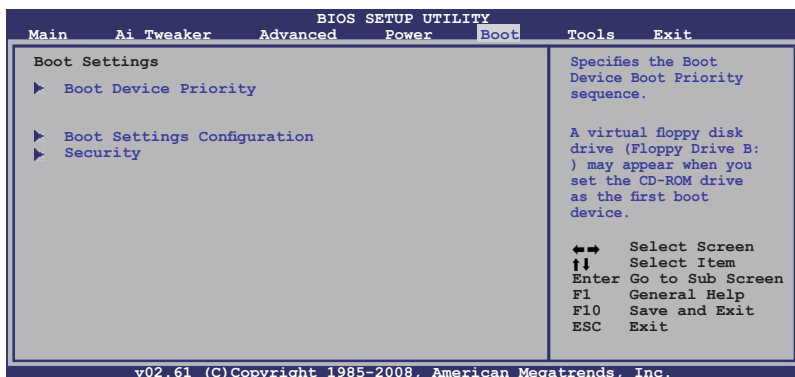 BIOS SETUP UTILITY
Main Ai Tweaker Advanced Power Boot Tools Exit
Boot Settings
Boot Device Priority
Boot Settings Configuration
Security
Specifies the Boot
Device Boot Priority
sequence.
A virtual floppy disk
drive (Floppy Drive B:
) may appear when you
set the CD-ROM drive
as the first boot
device.
←→ Select Screen
↑↓ Select Item
Enter Go to Sub Screen
F1 General Help
F10 Save and Exit
ESC Exit
v02.61 (C)Copyright 1985-2008, American Megatrends, Inc.